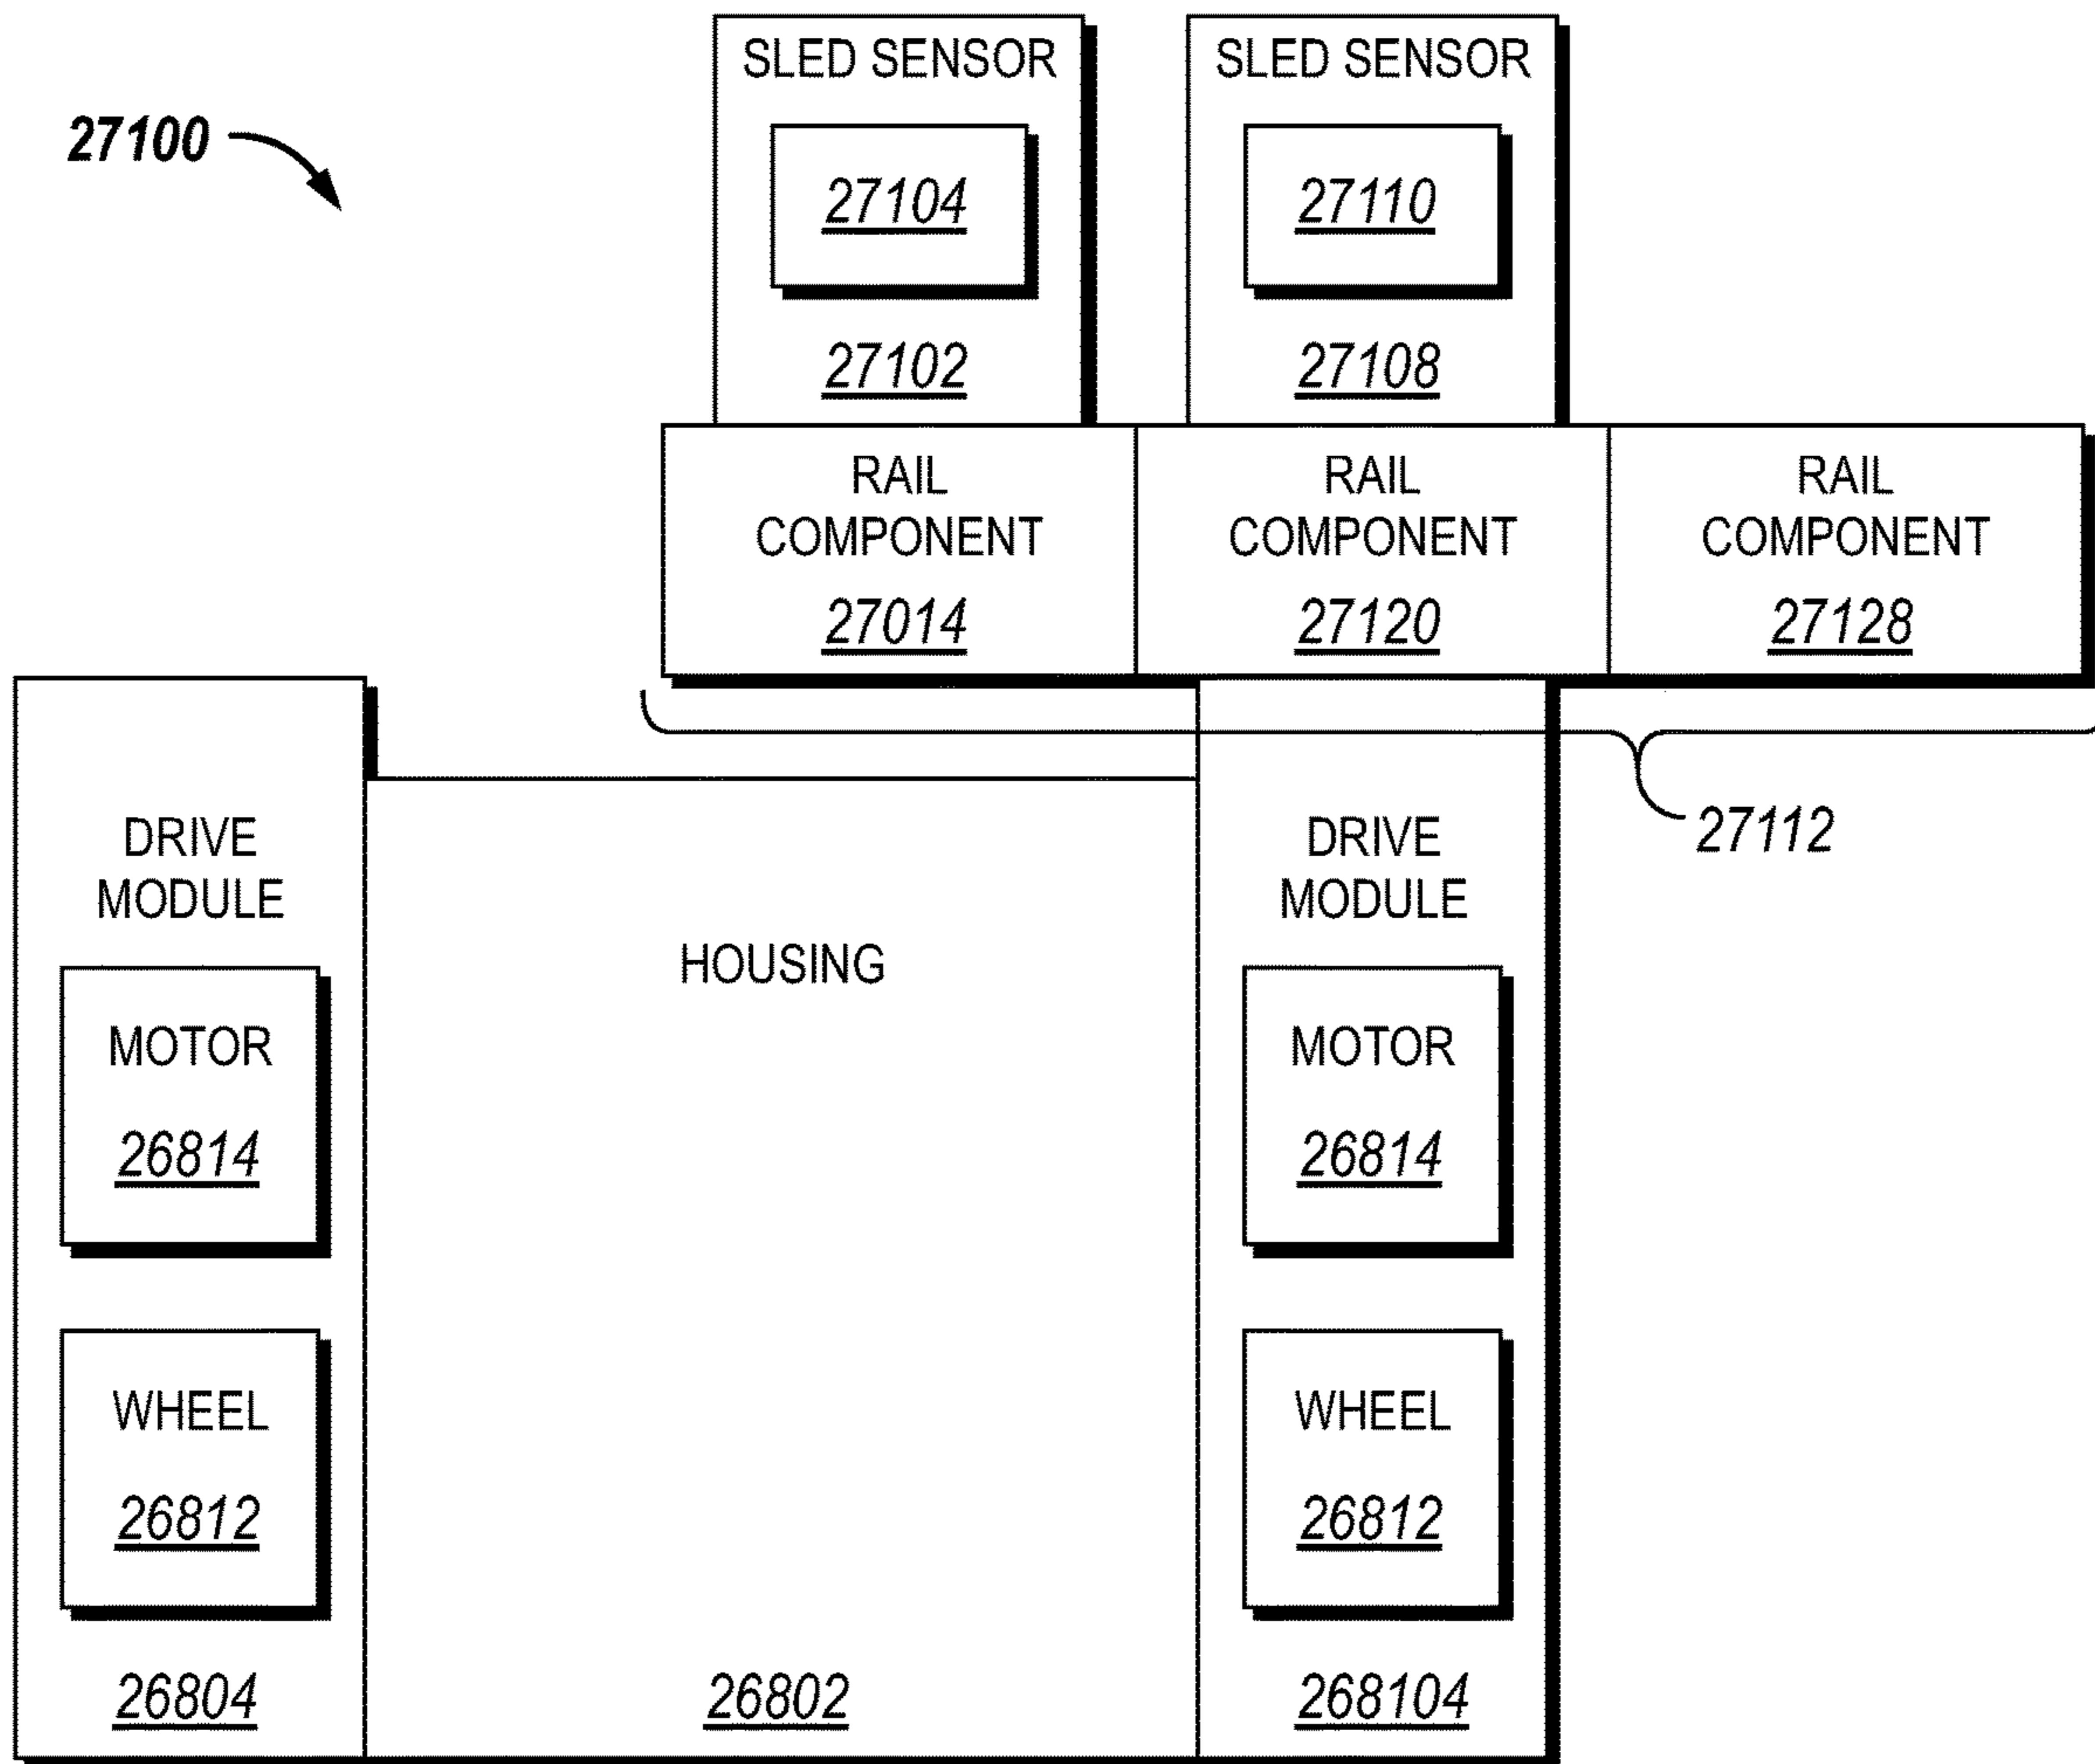 27100
SLED SENSOR
27104
27102
SLED SENSOR
27110
27108
RAIL
COMPONENT
27014
RAIL
COMPONENT
27120
RAIL
COMPONENT
27128
27112
DRIVE
MODULE
MOTOR
26814
WHEEL
26812
26804
HOUSING
26802
DRIVE
MODULE
MOTOR
26814
WHEEL
26812
268104